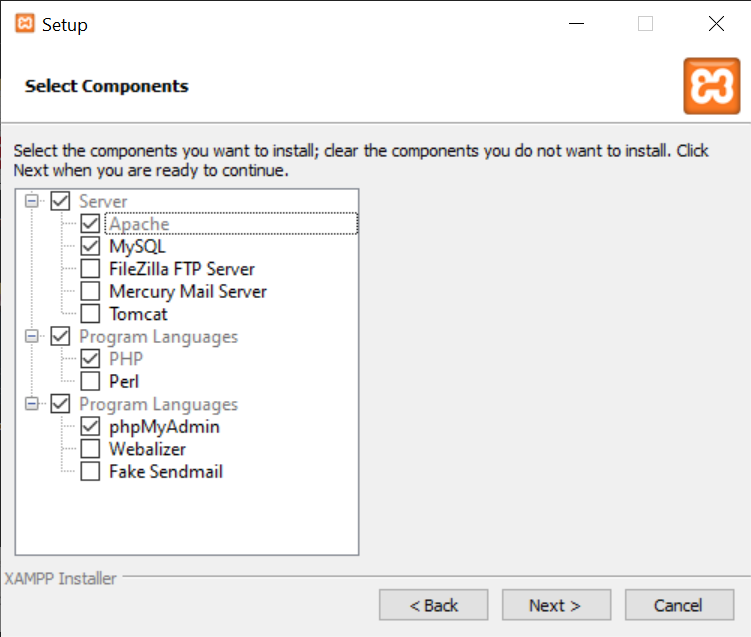 Setup
Select Components
Select the components you want to install; clear the components you do not want to install. Click
Next when you are ready to continue.
Server
Apache
MySQL
FileZilla FTP Server
Mercury Mail Server
Tomcat
Program Languages
PHP
Perl
Program Languages
phpMyAdmin
Webalizer
Fake Sendmail
XAMPP Installer
< Back
Next >
Cancel